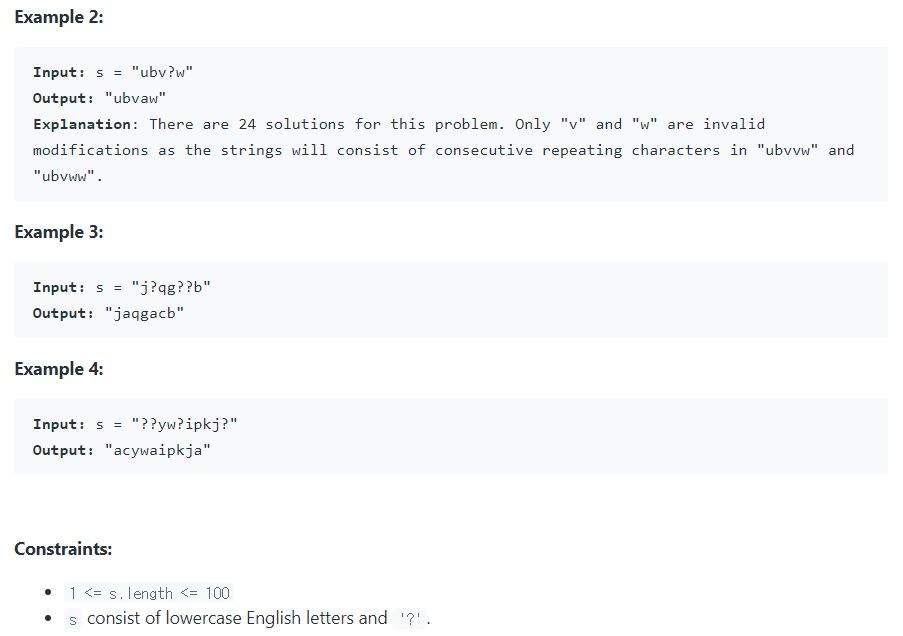 Example 2:
Input: s = "ubv?w"
Output: "ubvaw"
Explanation: There are 24 solutions for this problem. Only "v" and "w" are invalid
modifications as the strings will consist of consecutive repeating characters in "ubvvw" and
"ubvww".
Example 3:
Input: s = "j?qg??b"
Output: "jaqgacb"
Example 4:
Input: s = "??yw?ipkj?"
Output: "acywaipkja"
Constraints:
• 1 <= s.length <= 100
• s consist of lowercase English letters and '?'.